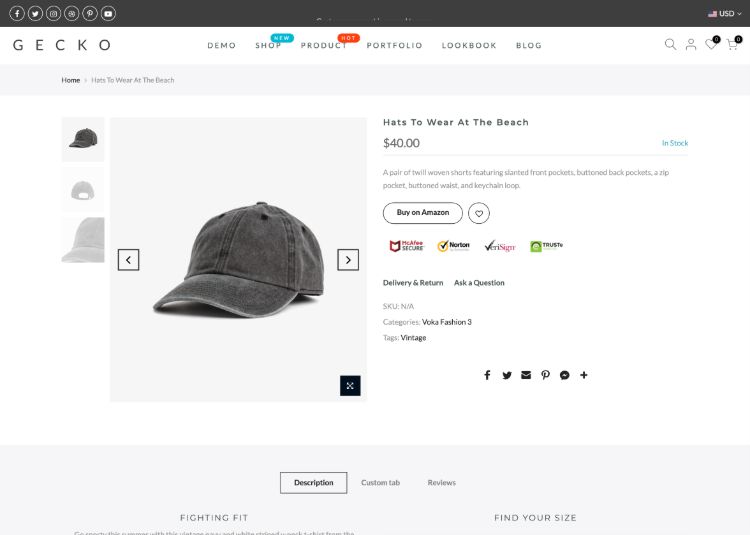 USD
GECKO
DEMO
SHOP
NEW
PRODUCT
HOT
PORTFOLIO
LOOKBOOK
BLOG
0
0
Home > Hats To Wear At The Beach
Hats To Wear At The Beach
$40.00
In Stock
A pair of twill woven shorts featuring slanted front pockets, buttoned back pockets, a zip
pocket, buttoned waist, and keychain loop.
Buy on Amazon
McAfee
SECURE
Norton
VeriSign
TRUSTe
Delivery & Return
Ask a Question
SKU: N/A
Categories: Voka Fashion 3
Tags: Vintage
Description
Custom tab
Reviews
FIGHTING FIT
FIND YOUR SIZE